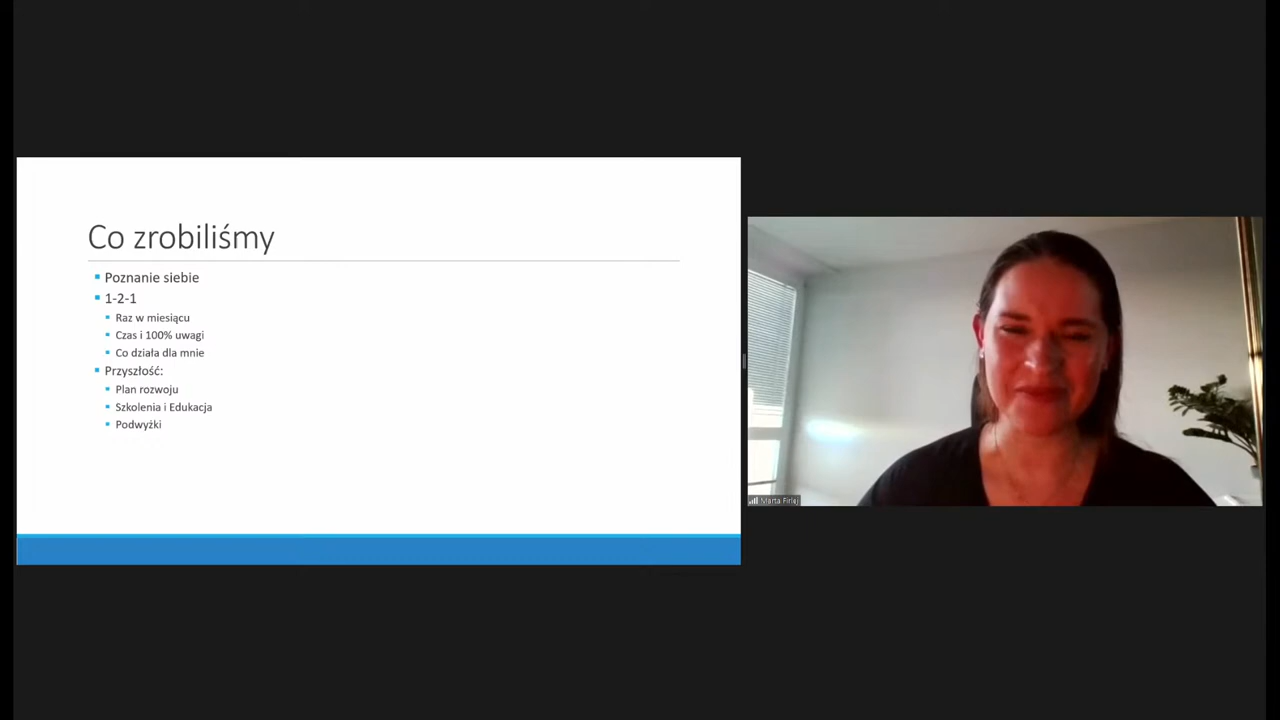 Co zrobiliśmy
Poznanie siebie
1-2-1
Raz w miesiącu
Czas i 100% uwagi
Co działa dla mnie
Przyszłość:
Plan rozwoju
Szkolenia i Edukacja
Podwyżki
Marta Firlej